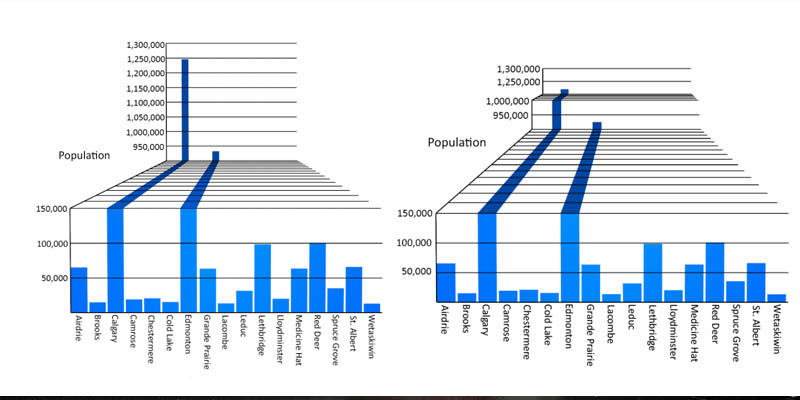 1,300,000
1,250,000
1,200,000
1,150,000
1,100,000
1,050,000
1,000,000
950,000
Population
150,000
100,000
50,000
Airdrie
Brooks
Calgary
Camrose
Chestermere
Cold Lake
Edmonton
Grande Prairie
Lacombe
Leduc
Lethbridge
Lloydminster
Medicine Hat
Red Deer
Spruce Grove
St. Albert
Wetaskiwin
1,300,000
1,250,000
1,000,000
950,000
Population
150,000
100,000
50,000
Airdrie
Brooks
Calgary
Camrose
Chestermere
Cold Lake
Edmonton
Grande Prairie
Lacombe
Leduc
Lethbridge
Lloydminster
Medicine Hat
Red Deer
Spruce Grove
St. Albert
Wetaskiwin